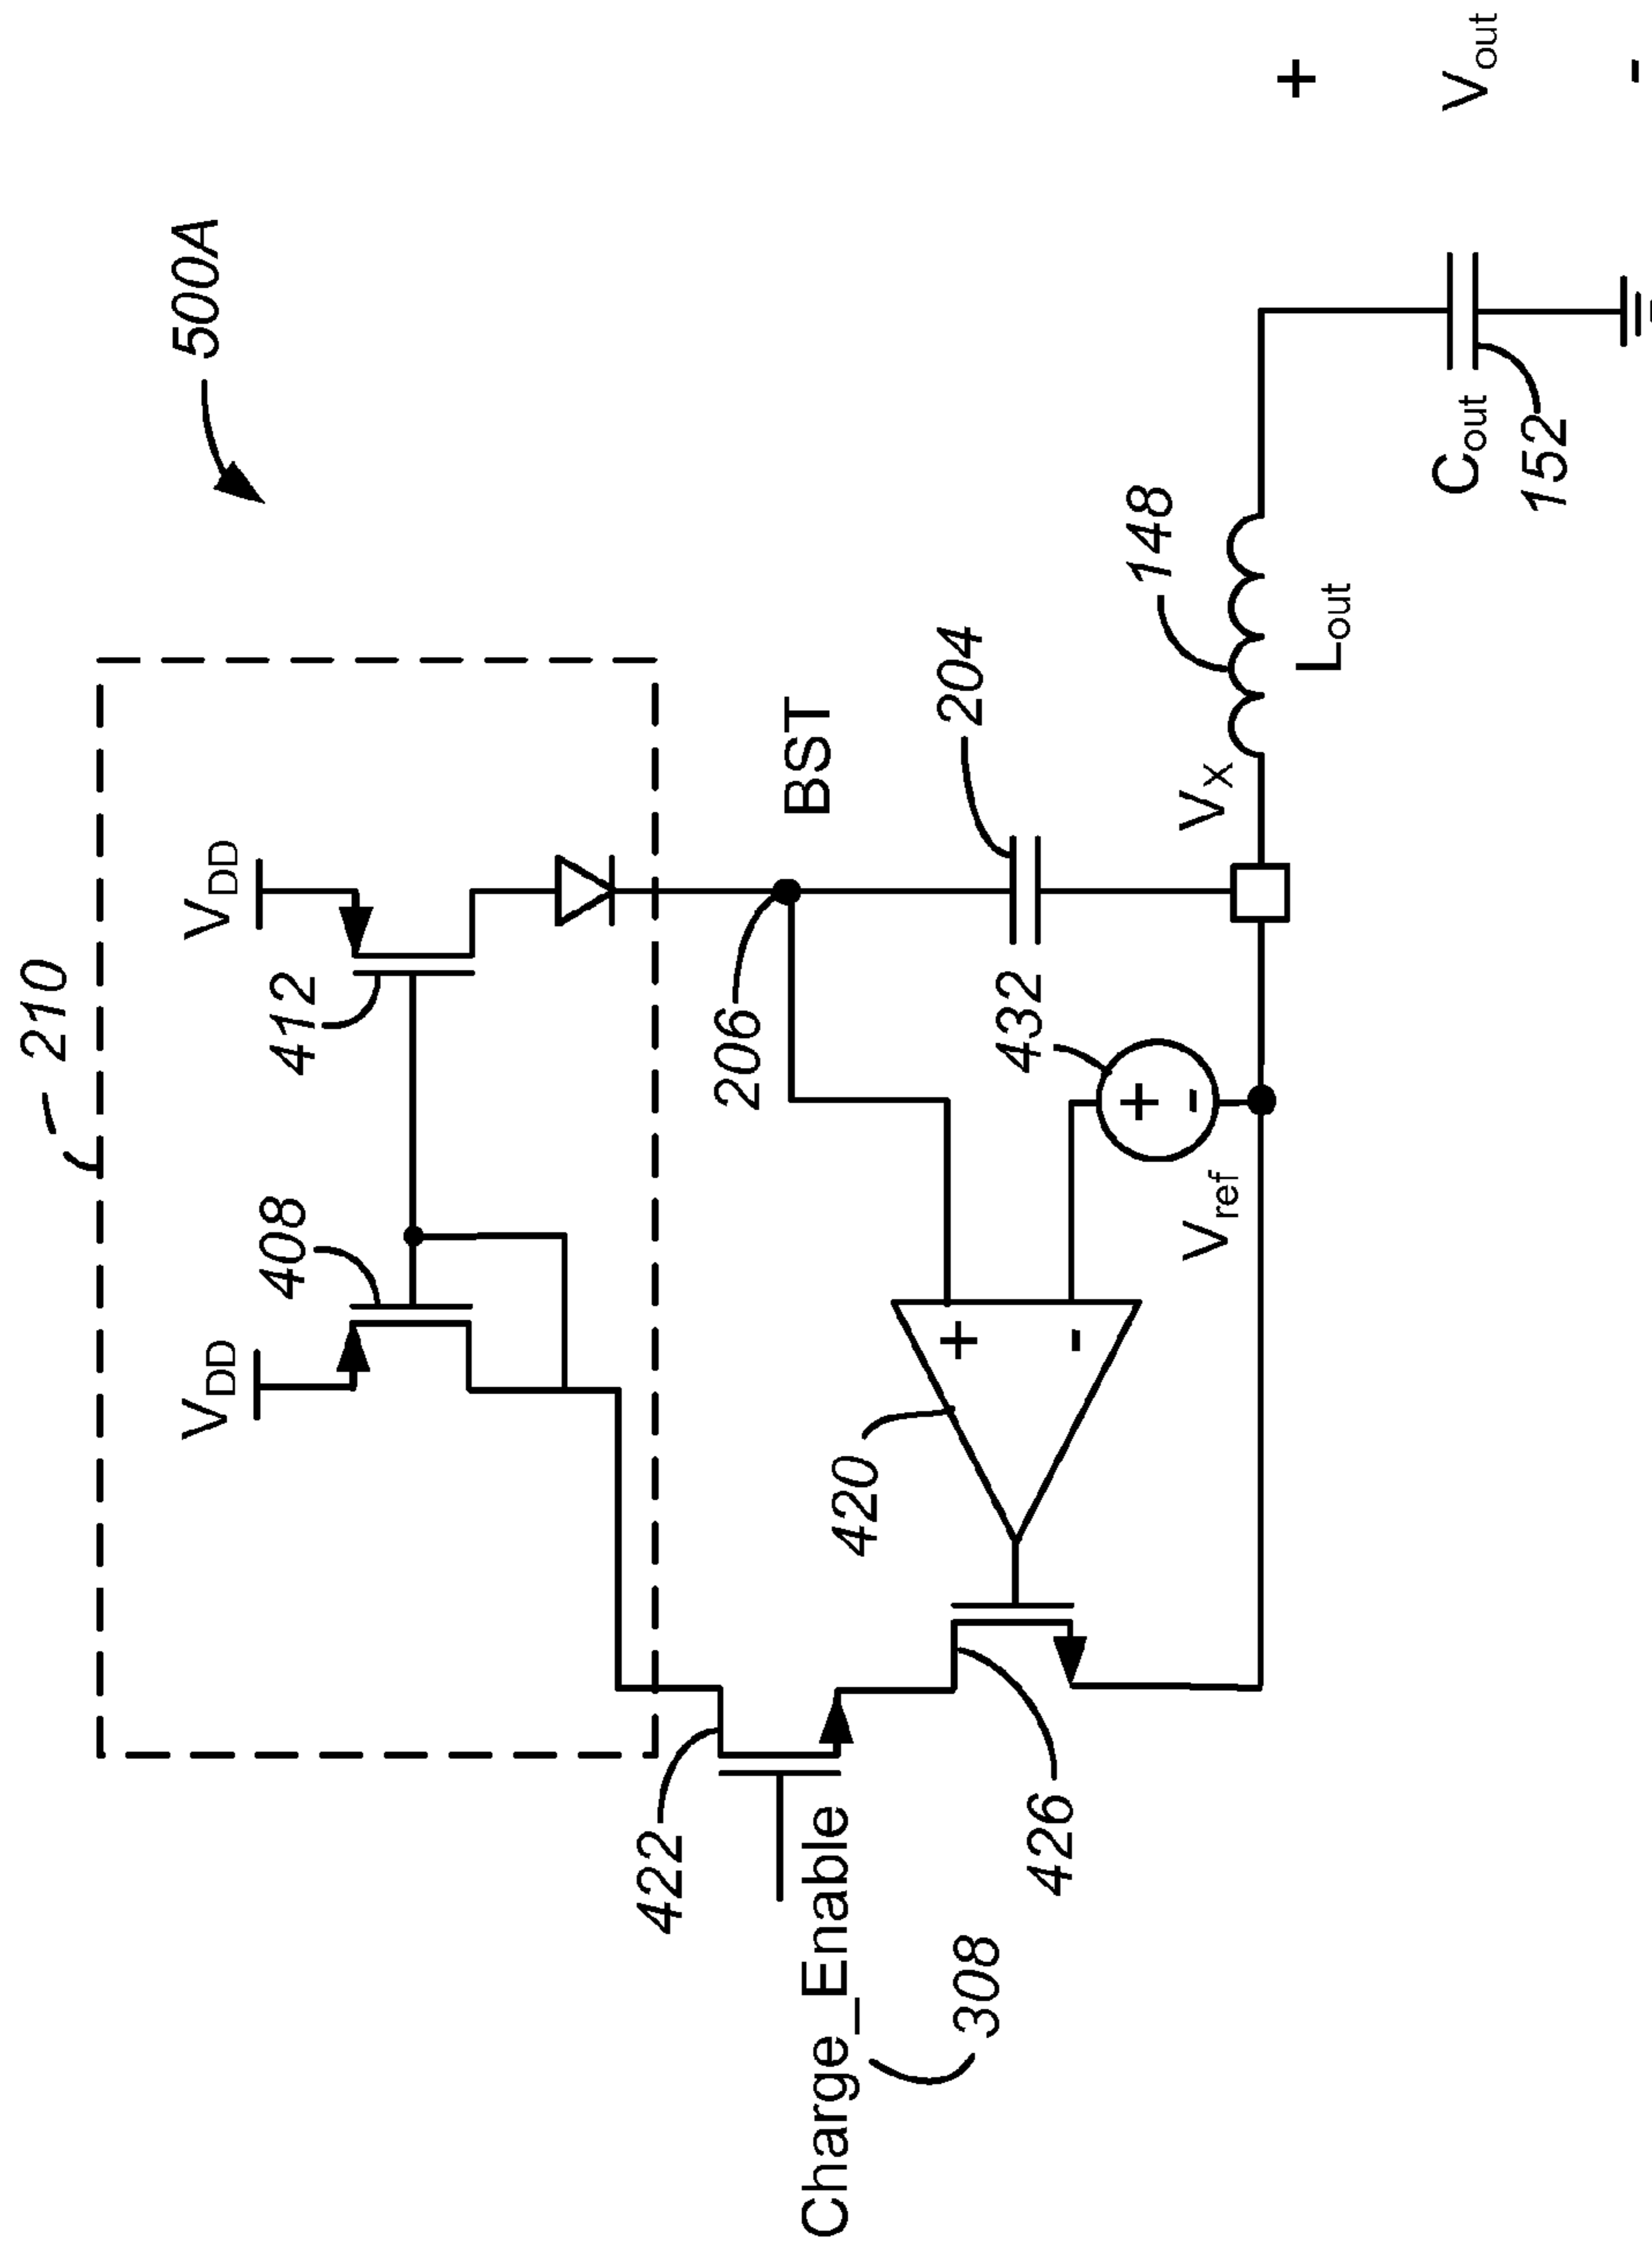 500A
210
V_DD
V_DD
408
412
422
Charge_Enable
308
206
BST
420
+
-
426
432
+
-
V_ref
204
V_X
148
L_out
C_out
152
+
V_out
-